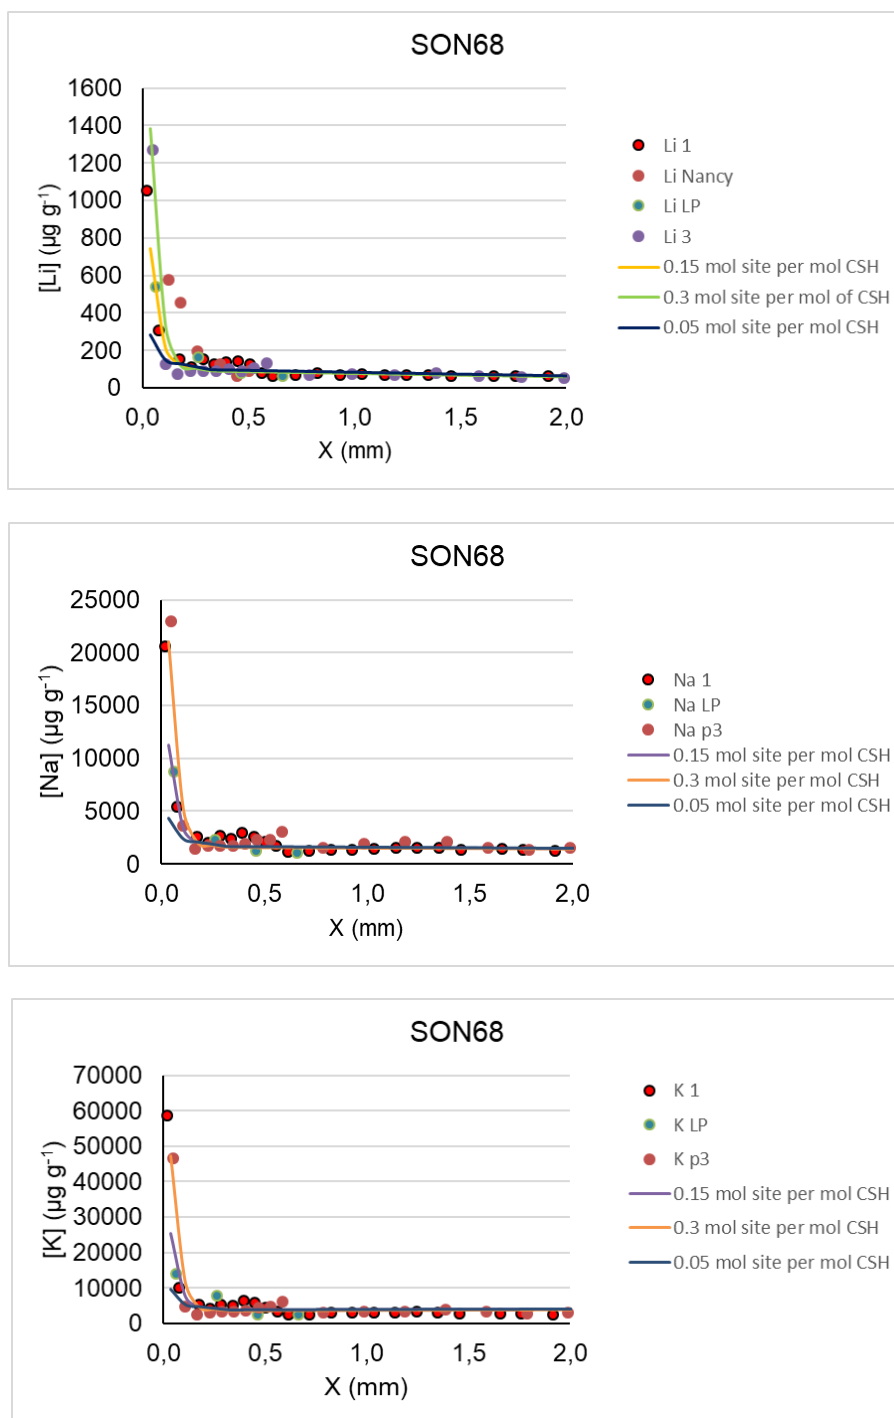 SON68
1600
1400
1200
1000
800
600
400
200
0
[Li] (µg g⁻¹)
0,0 0,5 1,0 1,5 2,0
X (mm)
Li 1
Li Nancy
Li LP
Li 3
0.15 mol site per mol CSH
0.3 mol site per mol of CSH
0.05 mol site per mol CSH
SON68
25000
20000
15000
10000
5000
0
[Na] (µg g⁻¹)
0,0 0,5 1,0 1,5 2,0
X (mm)
Na 1
Na LP
Na p3
0.15 mol site per mol CSH
0.3 mol site per mol CSH
0.05 mol site per mol CSH
SON68
70000
60000
50000
40000
30000
20000
10000
0
[K] (µg g⁻¹)
0,0 0,5 1,0 1,5 2,0
X (mm)
K 1
K LP
K p3
0.15 mol site per mol CSH
0.3 mol site per mol CSH
0.05 mol site per mol CSH